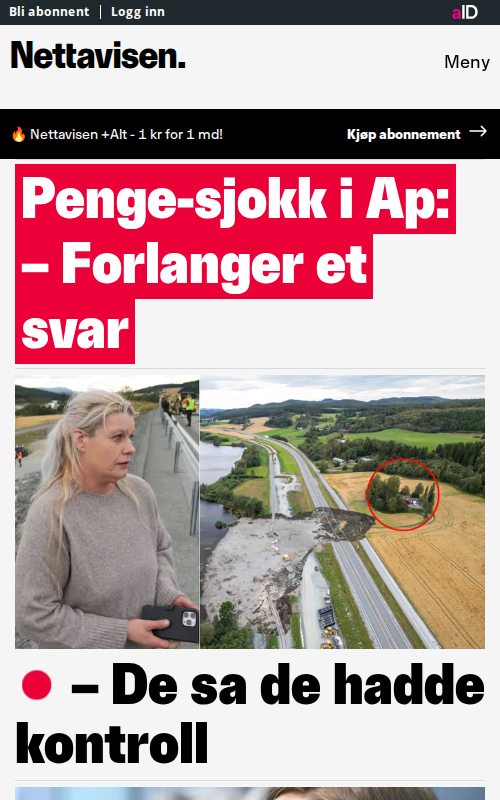 Bli abonnent | Logg inn
aID
Nettavisen.
Meny
🔥 Nettavisen +Alt - 1 kr for 1 md!
Kjøp abonnement →
Penge-sjokk i Ap:
– Forlanger et
svar
– De sa de hadde
kontroll